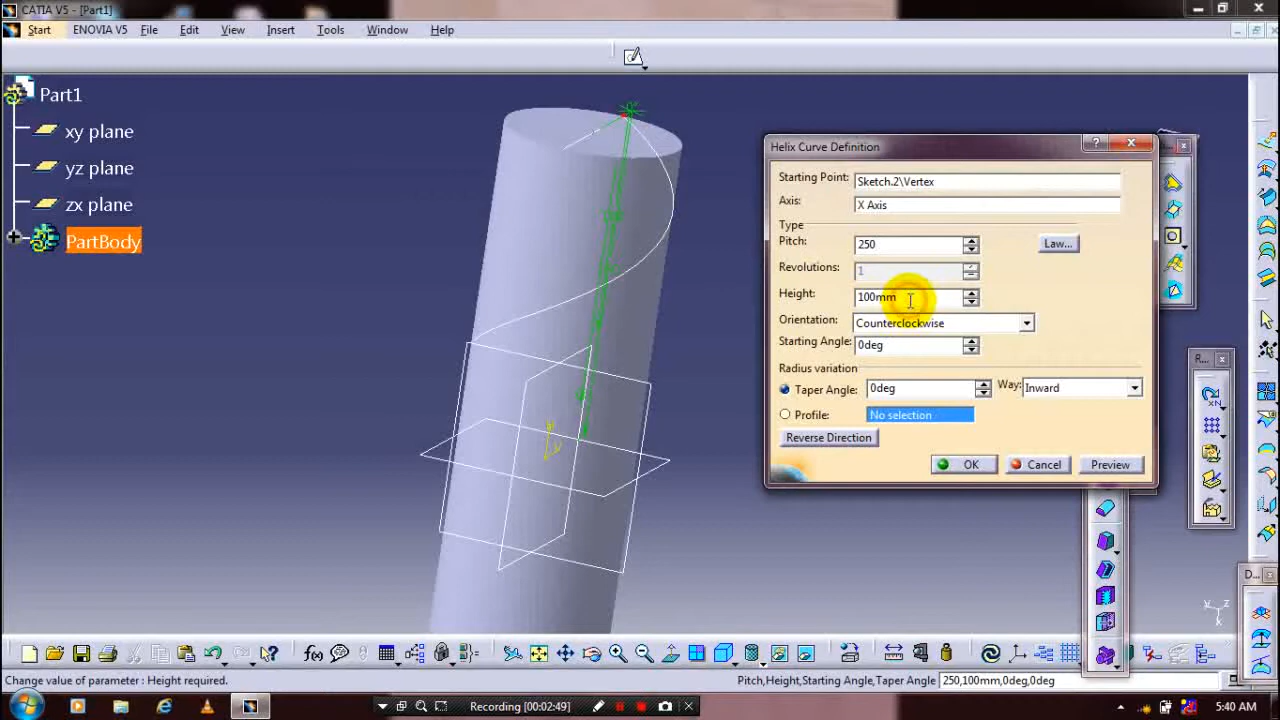 CATIA V5 - [Part1]
Start ENOVIA V5 File Edit View Insert Tools Window Help
Part1
xy plane
yz plane
zx plane
PartBody
Helix Curve Definition
Starting Point: Sketch.2\Vertex
Axis: X Axis
Type
Pitch: 250 Law...
Revolutions: 1
Height: 100mm
Orientation: Counterclockwise
Starting Angle: 0deg
Radius variation
Taper Angle: 0deg Way: Inward
Profile: No selection
Reverse Direction
OK Cancel Preview
R...
D...
Change value of parameter : Height required. Pitch,Height,Starting Angle,Taper Angle 250,100mm,0deg,0deg
Recording [00:02:49]
5:40 AM